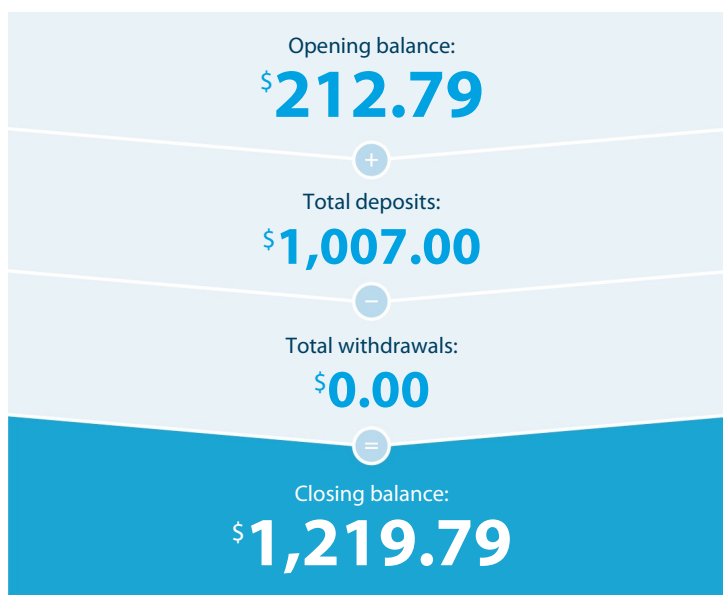 Opening balance:
$212.79
+
Total deposits:
$1,007.00
−
Total withdrawals:
$0.00
=
Closing balance:
$1,219.79